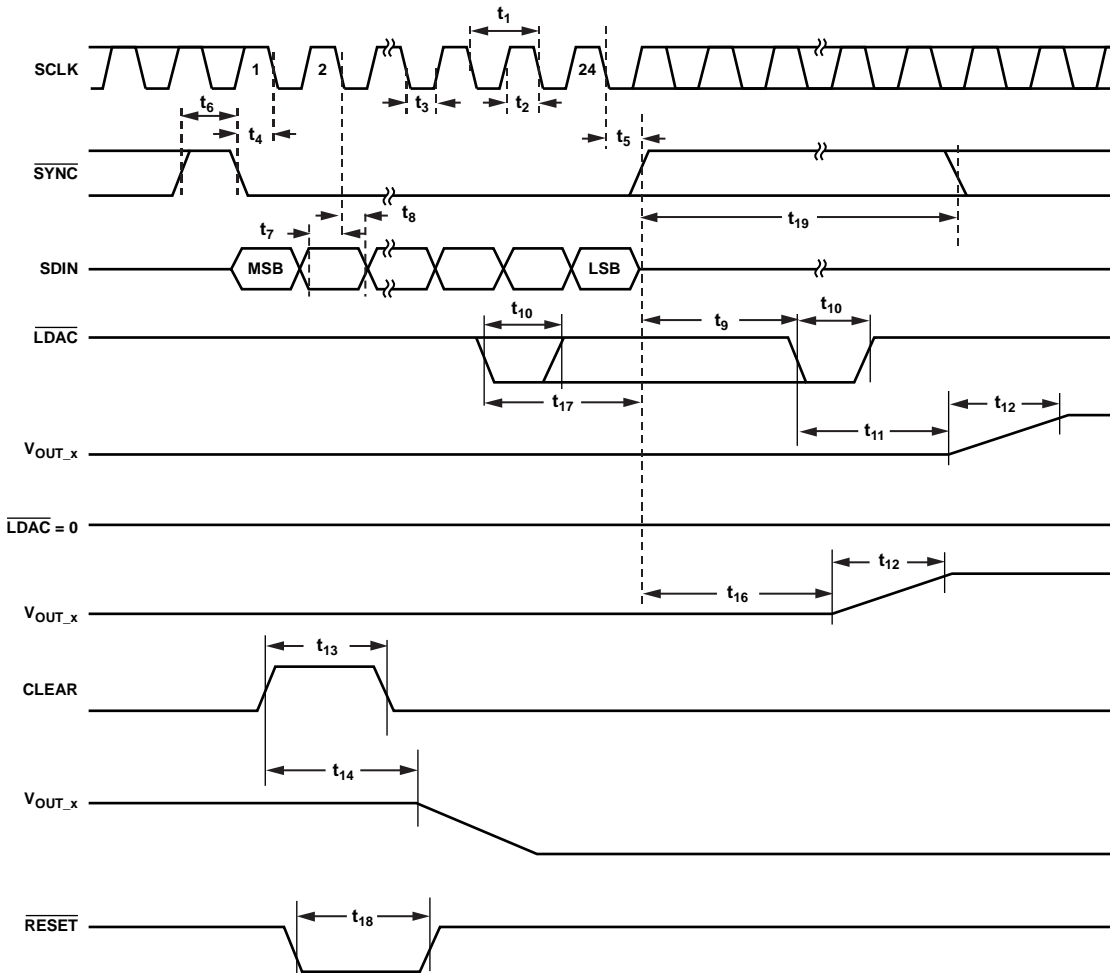 t1
SCLK
1
2
24
t3
t2
t6
t4
t5
SYNC
t19
t7
t8
SDIN
MSB
LSB
LDAC
t10
t9
t10
t17
t11
t12
VOUT_x
LDAC = 0
t16
t12
VOUT_x
t13
CLEAR
t14
VOUT_x
t18
RESET